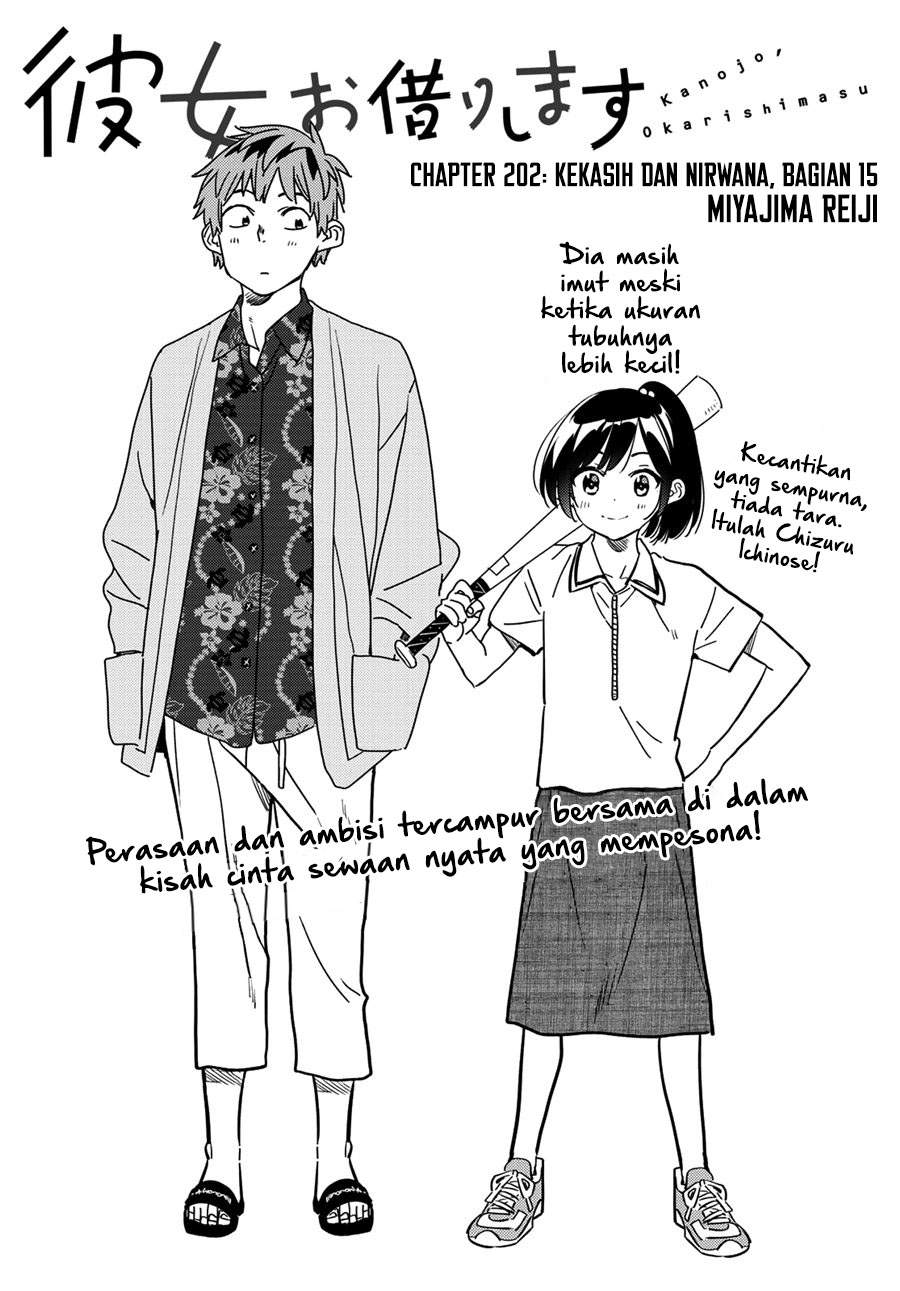 彼女お借りします
Kanojo,
Okarishimasu
CHAPTER 202: KEKASIH DAN NIRWANA, BAGIAN 15
MIYAJIMA REIJI
Dia masih
imut meski
ketika ukuran
tubuhnya
lebih kecil!
Kecantikan
yang sempurna,
tiada tara.
Itulah Chizuru
Ichinose!
Perasaan dan ambisi tercampur bersama di dalam
kisah cinta sewaan nyata yang mempesona!